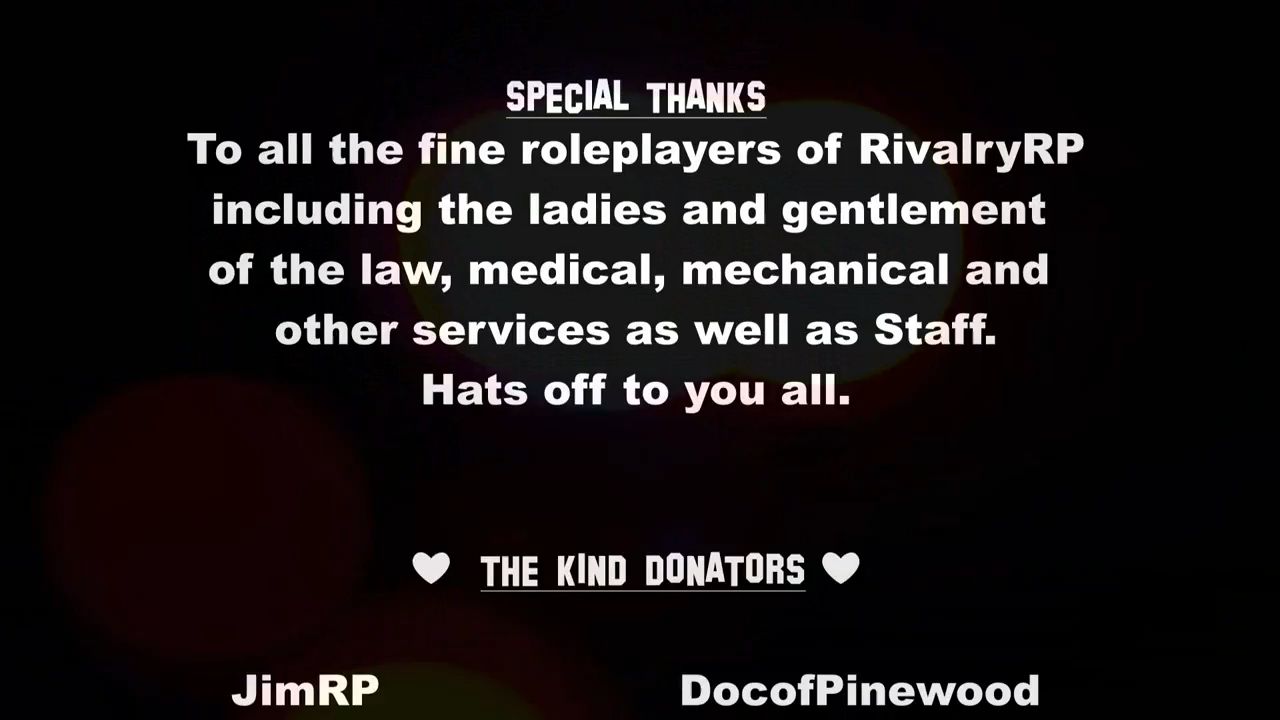 SPECIAL THANKS
To all the fine roleplayers of RivalryRP
including the ladies and gentlement
of the law, medical, mechanical and
other services as well as Staff.
Hats off to you all.
♥ THE KIND DONATORS ♥
JimRP DocofPinewood